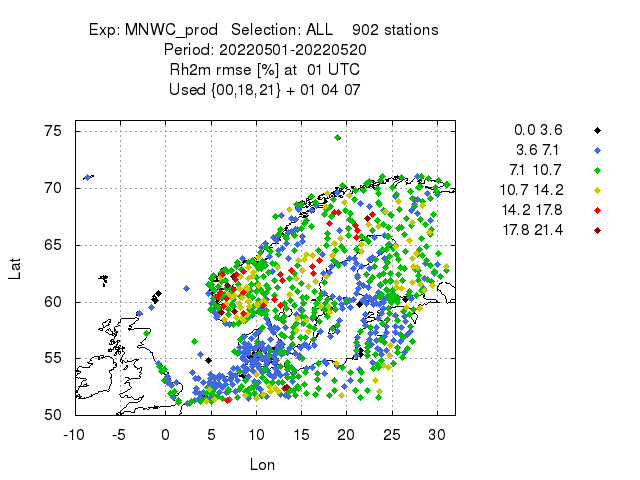 Exp: MNWC_prod   Selection: ALL    902 stations
Period: 20220501-20220520
Rh2m rmse [%] at  01 UTC
Used {00,18,21} + 01 04 07
0.0 3.6
3.6 7.1
7.1 10.7
10.7 14.2
14.2 17.8
17.8 21.4
75
70
65
60
55
50
Lat
-10 -5 0 5 10 15 20 25 30
Lon